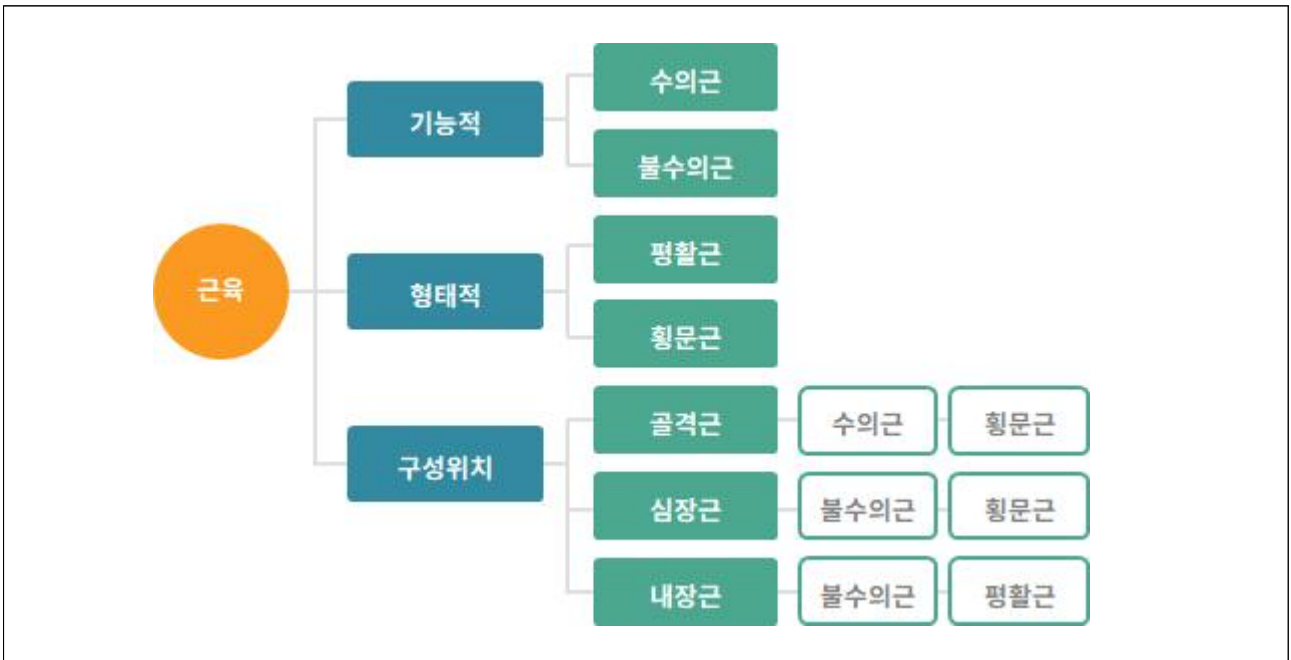 근육
기능적
수의근
불수의근
형태적
평활근
횡문근
구성위치
골격근 수의근 횡문근
심장근 불수의근 횡문근
내장근 불수의근 평활근